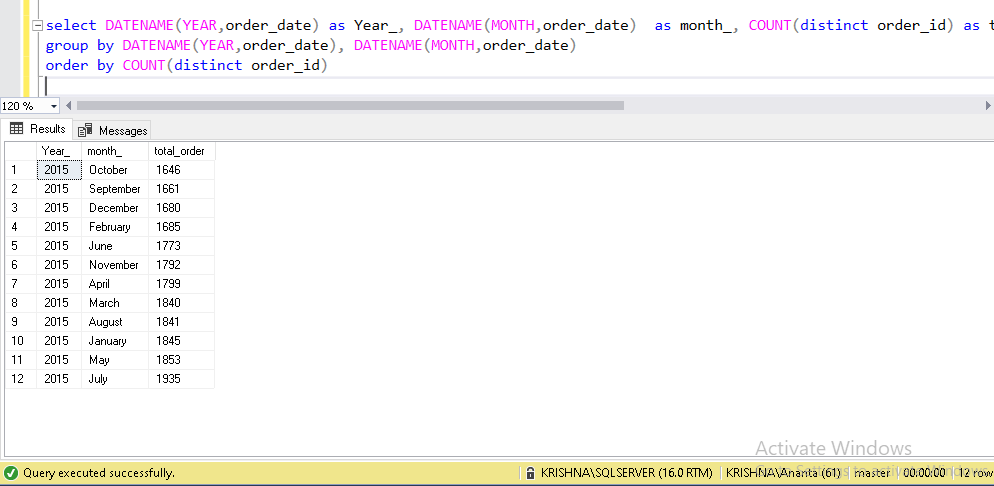 select DATENAME(YEAR,order_date) as Year_, DATENAME(MONTH,order_date) as month_, COUNT(distinct order_id) as t
group by DATENAME(YEAR,order_date), DATENAME(MONTH,order_date)
order by COUNT(distinct order_id)
120 %
Results Messages
Year_ month_ total_order
1 2015 October 1646
2 2015 September 1661
3 2015 December 1680
4 2015 February 1685
5 2015 June 1773
6 2015 November 1792
7 2015 April 1799
8 2015 March 1840
9 2015 August 1841
10 2015 January 1845
11 2015 May 1853
12 2015 July 1935
Activate Windows
Query executed successfully. KRISHNA\SQLSERVER (16.0 RTM) KRISHNA\Ananta (61) master 00:00:00 12 row